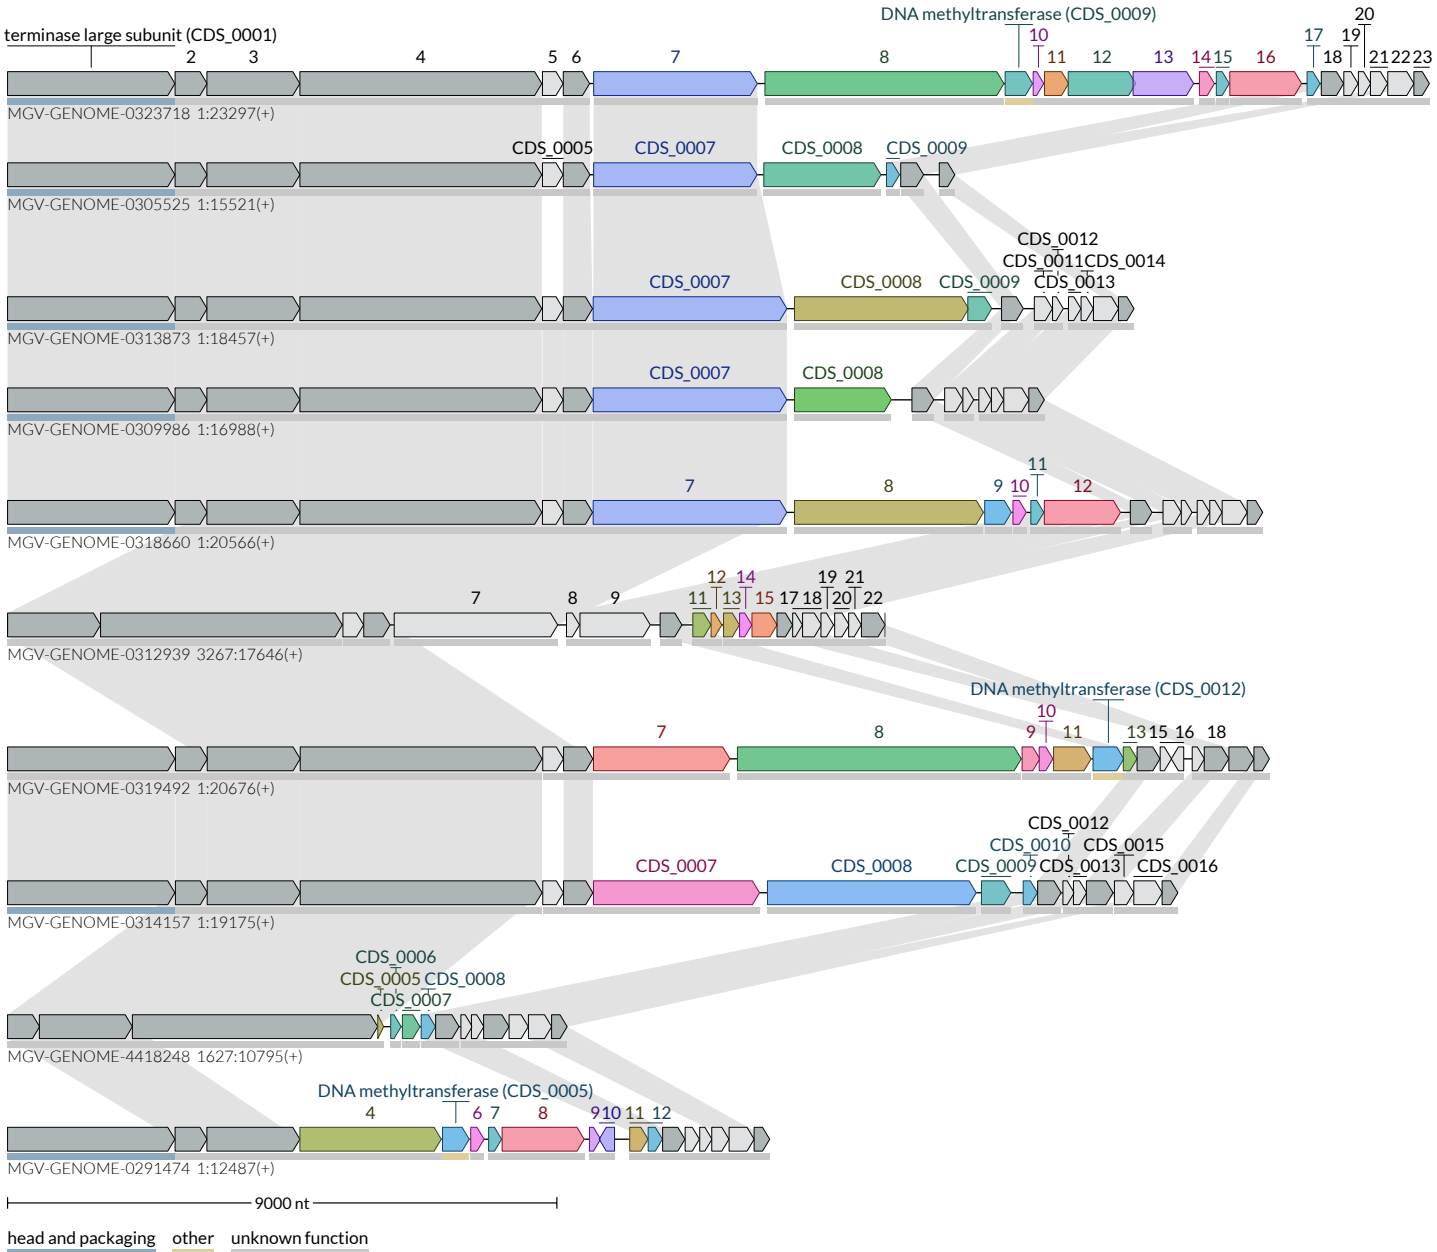 DNA methyltransferase (CDS_0009)
20
terminase large subunit (CDS_0001)
10 17 19
2 3 4 5 6 7 8 11 12 13 14 15 16 18 21 22 23
MGV-GENOME-0323718 1:23297(+)
CDS_0005 CDS_0007 CDS_0008 CDS_0009
MGV-GENOME-0305525 1:15521(+)
CDS_0012
CDS_0011 CDS_0014
CDS_0007 CDS_0008 CDS_0009 CDS_0013
MGV-GENOME-0313873 1:18457(+)
CDS_0007 CDS_0008
MGV-GENOME-0309986 1:16988(+)
11
7 8 9 10 12
MGV-GENOME-0318660 1:20566(+)
12 14 19 21
7 8 9 11 13 15 17 18 20 22
MGV-GENOME-0312939 3267:17646(+)
DNA methyltransferase (CDS_0012)
10
7 8 9 11 13 15 16 18
MGV-GENOME-0319492 1:20676(+)
CDS_0012
CDS_0010 CDS_0015
CDS_0007 CDS_0008 CDS_0009 CDS_0013 CDS_0016
MGV-GENOME-0314157 1:19175(+)
CDS_0006
CDS_0005 CDS_0008
CDS_0007
MGV-GENOME-4418248 1627:10795(+)
DNA methyltransferase (CDS_0005)
4 6 7 8 9 10 11 12
MGV-GENOME-0291474 1:12487(+)
9000 nt
head and packaging other unknown function